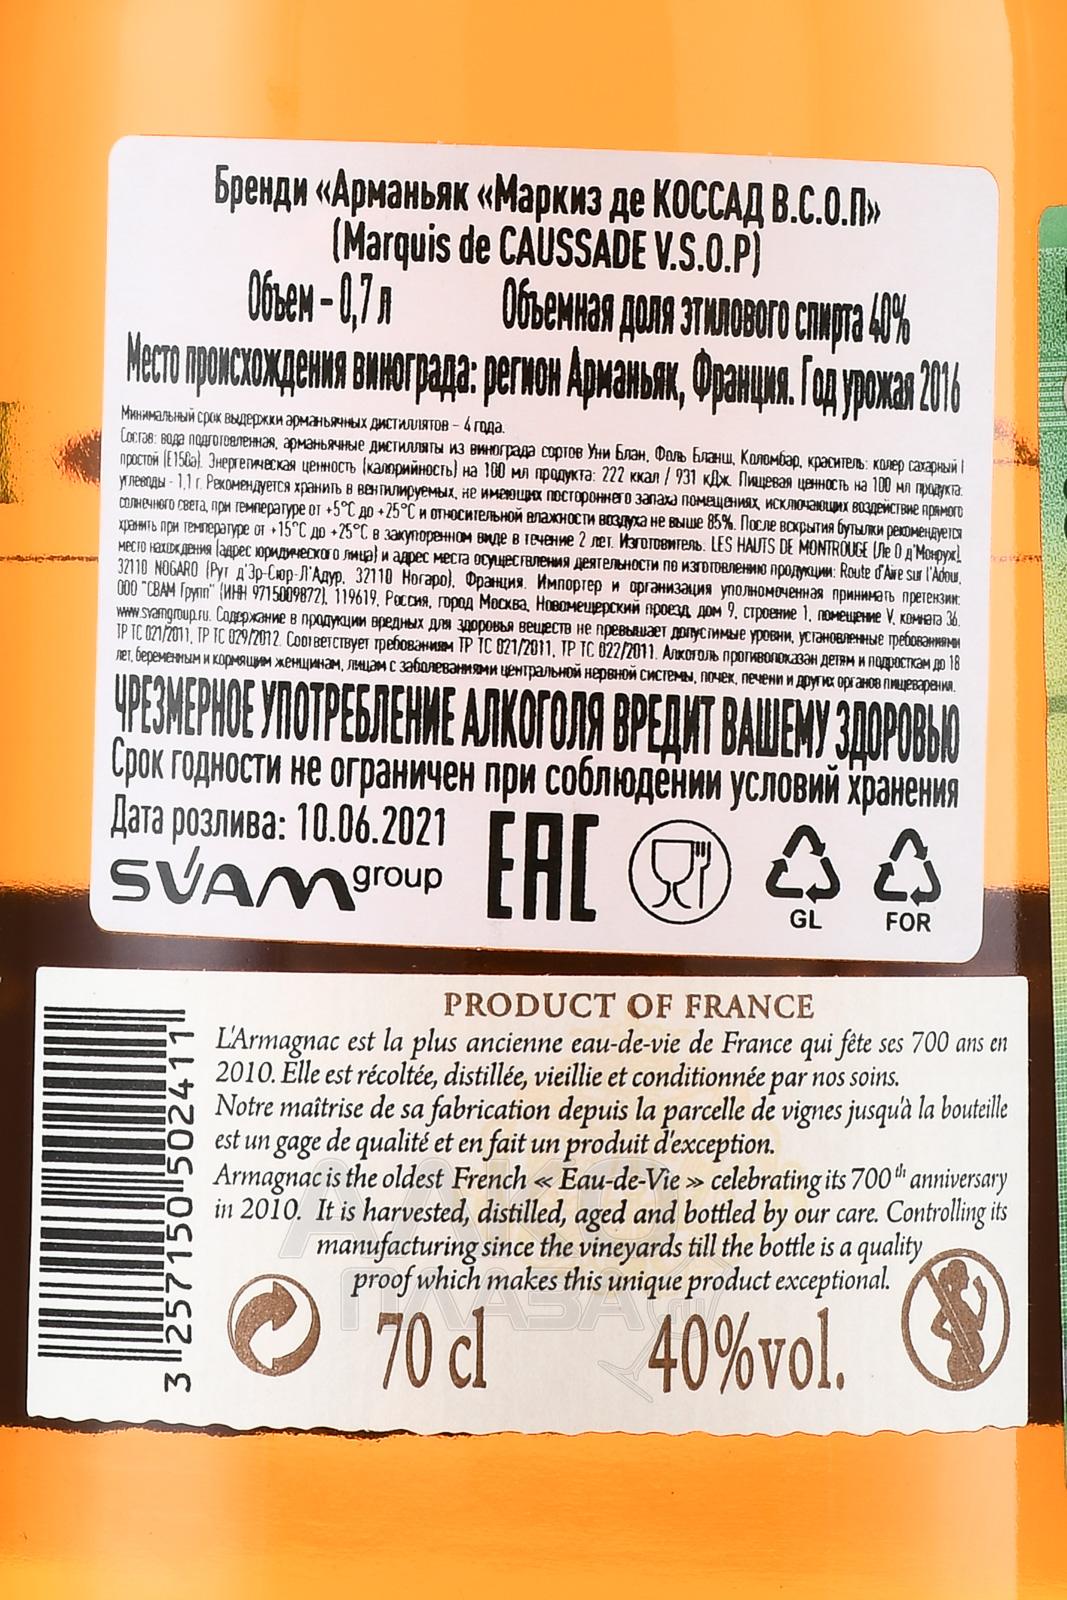 Бренди «Арманьяк «Маркиз де КОССАД В.С.О.П»
(Marquis de CAUSSADE V.S.O.P)
Объем – 0,7 л Объемная доля этилового спирта 40%
Место происхождения винограда: регион Арманьяк, Франция. Год урожая 2016
Минимальный срок выдержки арманьячных дистиллятов – 4 года.
Состав: вода подготовленная, арманьячные дистилляты из винограда сортов Уни Блан, Фоль Бланш, Коломбар, краситель: колер сахарный I
простой (E150a). Энергетическая ценность (калорийность) на 100 мл продукта: 222 ккал / 931 кДж. Пищевая ценность на 100 мл продукта:
углеводы - 1,1 г. Рекомендуется хранить в вентилируемых, не имеющих постороннего запаха помещениях, исключающих воздействие прямого
солнечного света, при температуре от +5°C до +25°C и относительной влажности воздуха не выше 85%. После вскрытия бутылки рекомендуется
хранить при температуре от +15°C до +25°C в закупоренном виде в течение 2 лет. Изготовитель: LES HAUTS DE MONTROUGE (Ле О д'Монруж),
место нахождения (адрес юридического лица) и адрес места осуществления деятельности по изготовлению продукции: Route d'Aire sur l'Adour,
32110 NOGARO (Рут д'Эр-Сюр-Л'Адур, 32110 Ногаро), Франция. Импортер и организация уполномоченная принимать претензии:
ООО "СВАМ Групп" (ИНН 9715009872), 119619, Россия, город Москва, Новомещерский проезд, дом 9, строение 1, помещение V, комната 36.
www.svamgroup.ru. Содержание в продукции вредных для здоровья веществ не превышает допустимые уровни, установленные требованиями
ТР ТС 021/2011, ТР ТС 029/2012. Соответствует требованиям ТР ТС 021/2011, ТР ТС 022/2011. Алкоголь противопоказан детям и подросткам до 18
лет, беременным и кормящим женщинам, лицам с заболеваниями центральной нервной системы, почек, печени и других органов пищеварения.
ЧРЕЗМЕРНОЕ УПОТРЕБЛЕНИЕ АЛКОГОЛЯ ВРЕДИТ ВАШЕМУ ЗДОРОВЬЮ
Срок годности не ограничен при соблюдении условий хранения
Дата розлива: 10.06.2021
SVAM group EAC GL FOR
PRODUCT OF FRANCE
L'Armagnac est la plus ancienne eau-de-vie de France qui fête ses 700 ans en
2010. Elle est récoltée, distillée, vieillie et conditionnée par nos soins.
Notre maîtrise de sa fabrication depuis la parcelle de vignes jusqu'à la bouteille
est un gage de qualité et en fait un produit d'exception.
Armagnac is the oldest French « Eau-de-Vie » celebrating its 700th anniversary
in 2010. It is harvested, distilled, aged and bottled by our care. Controlling its
manufacturing since the vineyards till the bottle is a quality
proof which makes this unique product exceptional.
70 cl 40%vol.
3 257150 502411
АЛКО
ПЛАЗА